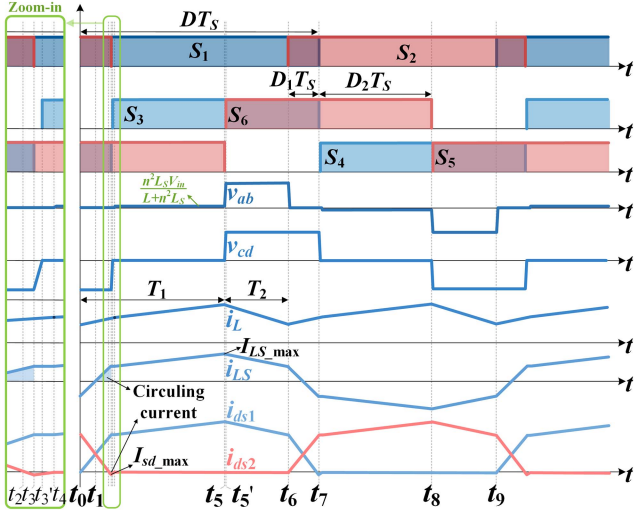 Zoom-in
DT_S
S_1
S_2
t
D_1T_S
D_2T_S
S_3
S_6
t
S_4
S_5
t
n^2L_SV_in
L+n^2L_S
v_ab
t
v_cd
t
T_1
T_2
i_L
t
I_LS_max
i_LS
t
Circuling
current
i_ds1
I_sd_max
i_ds2
t
t_2 t_3 t_3' t_4 t_0 t_1 t_5 t_5' t_6 t_7 t_8 t_9